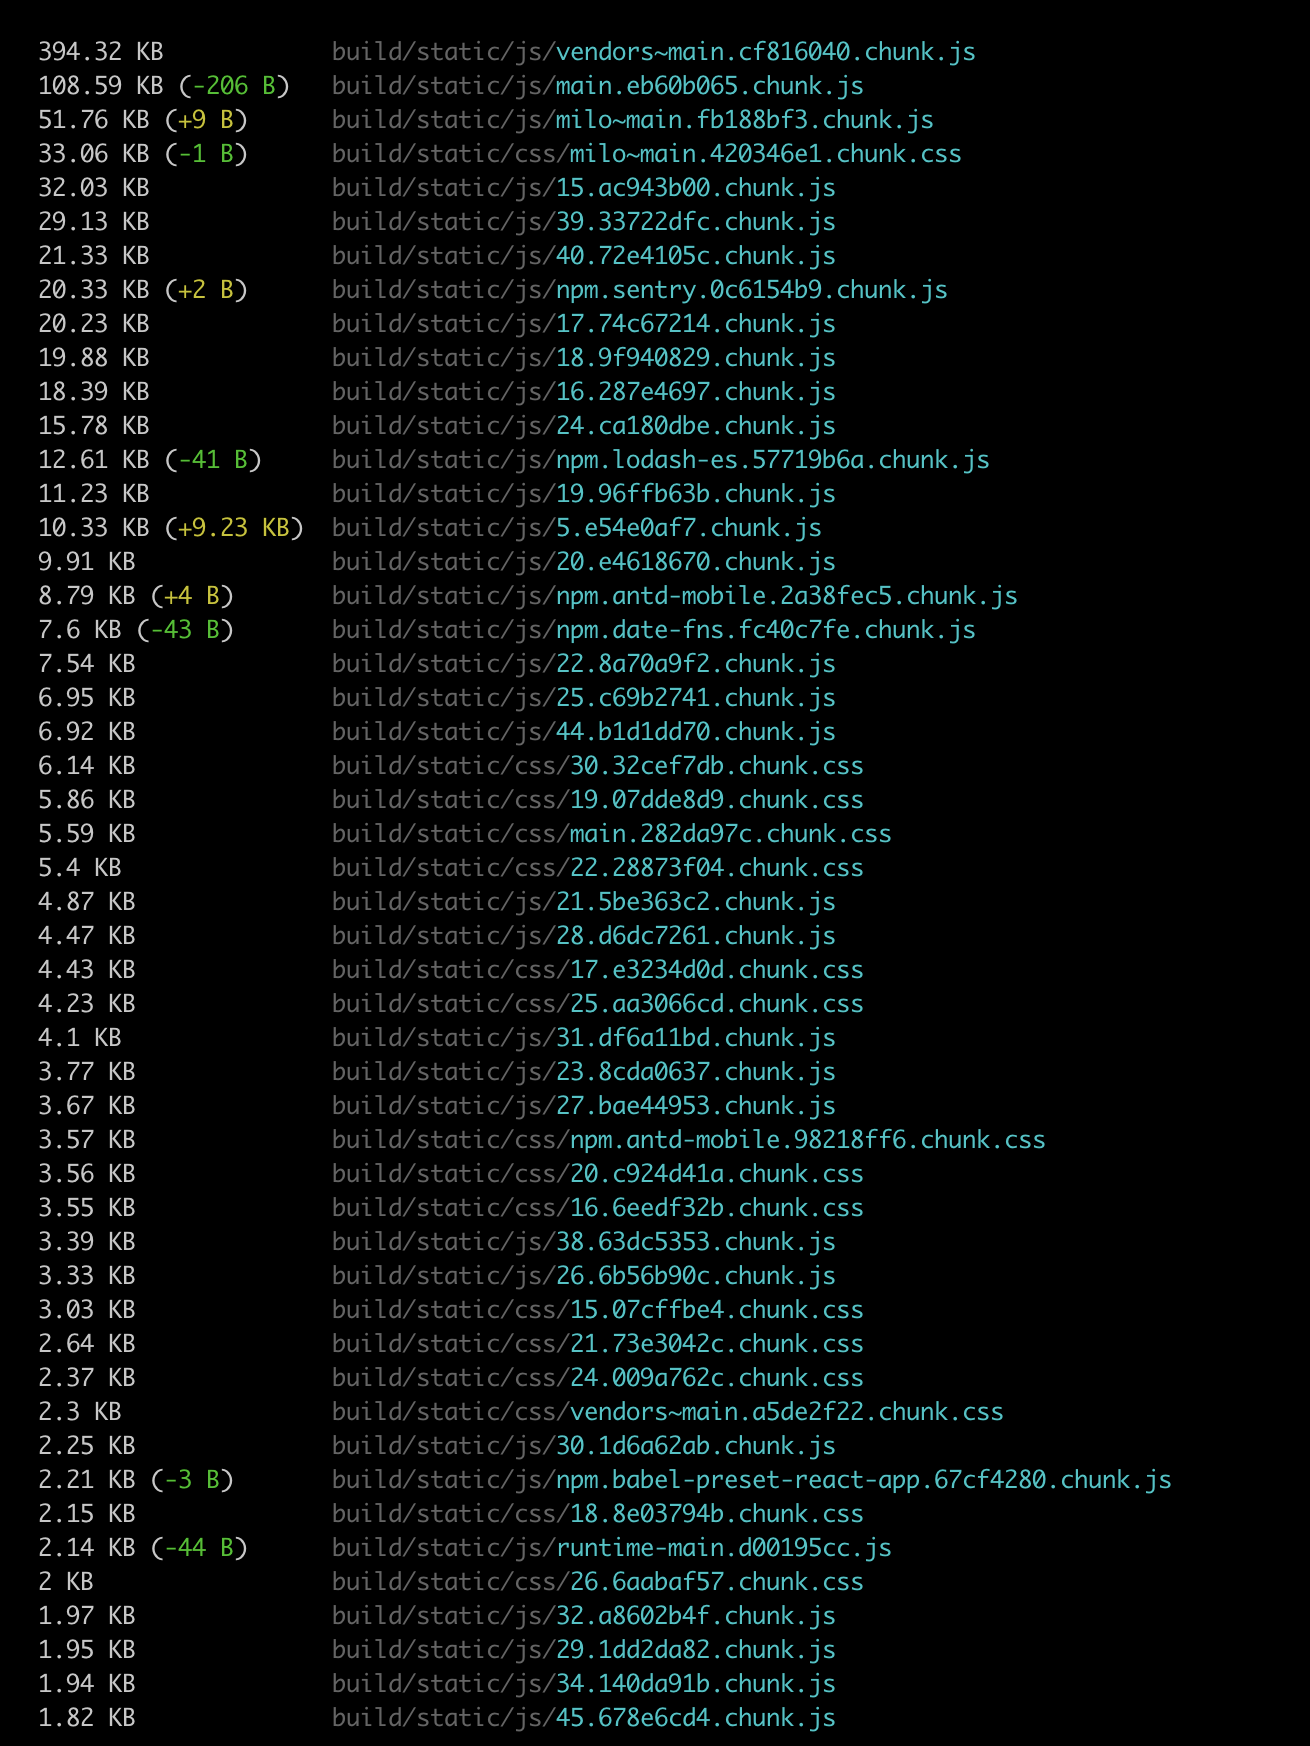 394.32 KB            build/static/js/vendors~main.cf816040.chunk.js
108.59 KB (-206 B)   build/static/js/main.eb60b065.chunk.js
51.76 KB (+9 B)      build/static/js/milo~main.fb188bf3.chunk.js
33.06 KB (-1 B)      build/static/css/milo~main.420346e1.chunk.css
32.03 KB             build/static/js/15.ac943b00.chunk.js
29.13 KB             build/static/js/39.33722dfc.chunk.js
21.33 KB             build/static/js/40.72e4105c.chunk.js
20.33 KB (+2 B)      build/static/js/npm.sentry.0c6154b9.chunk.js
20.23 KB             build/static/js/17.74c67214.chunk.js
19.88 KB             build/static/js/18.9f940829.chunk.js
18.39 KB             build/static/js/16.287e4697.chunk.js
15.78 KB             build/static/js/24.ca180dbe.chunk.js
12.61 KB (-41 B)     build/static/js/npm.lodash-es.57719b6a.chunk.js
11.23 KB             build/static/js/19.96ffb63b.chunk.js
10.33 KB (+9.23 KB)  build/static/js/5.e54e0af7.chunk.js
9.91 KB              build/static/js/20.e4618670.chunk.js
8.79 KB (+4 B)       build/static/js/npm.antd-mobile.2a38fec5.chunk.js
7.6 KB (-43 B)       build/static/js/npm.date-fns.fc40c7fe.chunk.js
7.54 KB              build/static/js/22.8a70a9f2.chunk.js
6.95 KB              build/static/js/25.c69b2741.chunk.js
6.92 KB              build/static/js/44.b1d1dd70.chunk.js
6.14 KB              build/static/css/30.32cef7db.chunk.css
5.86 KB              build/static/css/19.07dde8d9.chunk.css
5.59 KB              build/static/css/main.282da97c.chunk.css
5.4 KB               build/static/css/22.28873f04.chunk.css
4.87 KB              build/static/js/21.5be363c2.chunk.js
4.47 KB              build/static/js/28.d6dc7261.chunk.js
4.43 KB              build/static/css/17.e3234d0d.chunk.css
4.23 KB              build/static/css/25.aa3066cd.chunk.css
4.1 KB               build/static/js/31.df6a11bd.chunk.js
3.77 KB              build/static/js/23.8cda0637.chunk.js
3.67 KB              build/static/js/27.bae44953.chunk.js
3.57 KB              build/static/css/npm.antd-mobile.98218ff6.chunk.css
3.56 KB              build/static/css/20.c924d41a.chunk.css
3.55 KB              build/static/css/16.6eedf32b.chunk.css
3.39 KB              build/static/js/38.63dc5353.chunk.js
3.33 KB              build/static/js/26.6b56b90c.chunk.js
3.03 KB              build/static/css/15.07cffbe4.chunk.css
2.64 KB              build/static/css/21.73e3042c.chunk.css
2.37 KB              build/static/css/24.009a762c.chunk.css
2.3 KB               build/static/css/vendors~main.a5de2f22.chunk.css
2.25 KB              build/static/js/30.1d6a62ab.chunk.js
2.21 KB (-3 B)       build/static/js/npm.babel-preset-react-app.67cf4280.chunk.js
2.15 KB              build/static/css/18.8e03794b.chunk.css
2.14 KB (-44 B)      build/static/js/runtime-main.d00195cc.js
2 KB                 build/static/css/26.6aabaf57.chunk.css
1.97 KB              build/static/js/32.a8602b4f.chunk.js
1.95 KB              build/static/js/29.1dd2da82.chunk.js
1.94 KB              build/static/js/34.140da91b.chunk.js
1.82 KB              build/static/js/45.678e6cd4.chunk.js